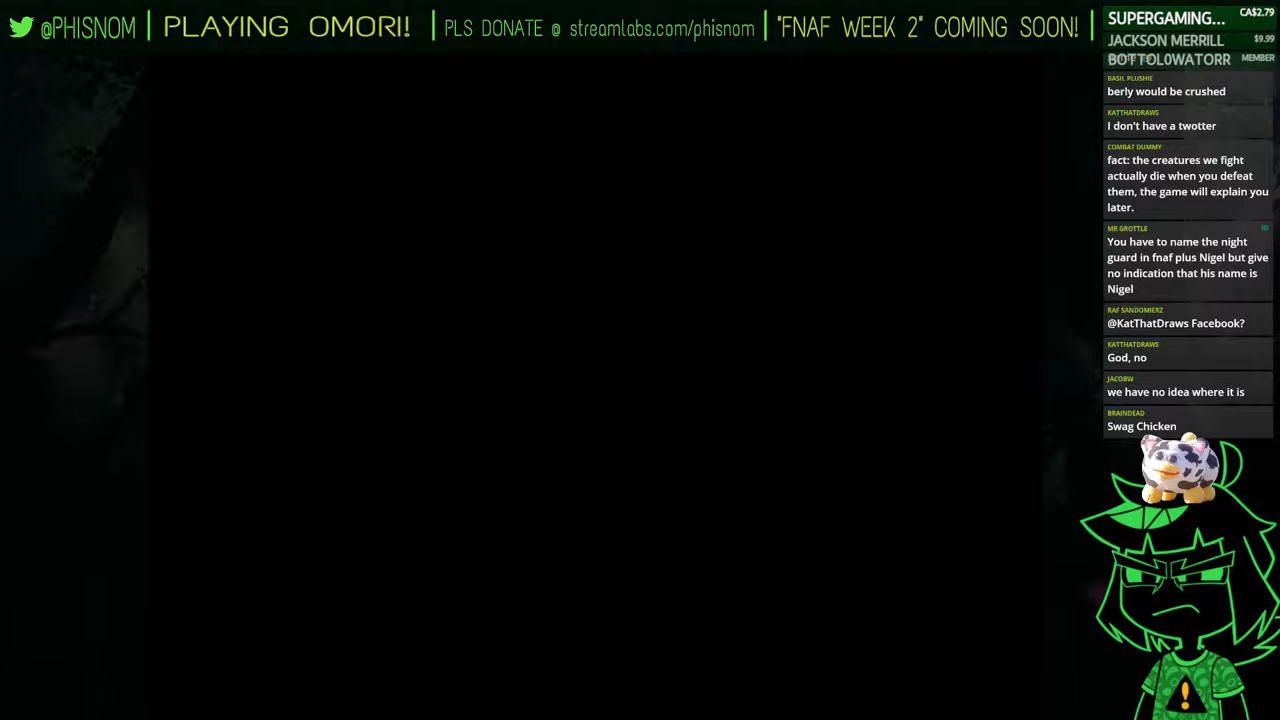 @PHISNOM | PLAYING OMORI! | PLS DONATE @ streamlabs.com/phisnom | "FNAF WEEK 2" COMING SOON! |
SUPERGAMING... CA$2.79
JACKSON MERRILL $9.99
BOTTOL0WATORR MEMBER
BASIL PLUSHIE
berly would be crushed
KATTHATDRAWS
I don't have a twotter
COMBAT DUMMY
fact: the creatures we fight
actually die when you defeat
them, the game will explain you
later.
MR GROTTLE
You have to name the night
guard in fnaf plus Nigel but give
no indication that his name is
Nigel
RAF SANDOMIERZ
@KatThatDraws Facebook?
KATTHATDRAWS
God, no
JACOBW
we have no idea where it is
BRAINDEAD
Swag Chicken